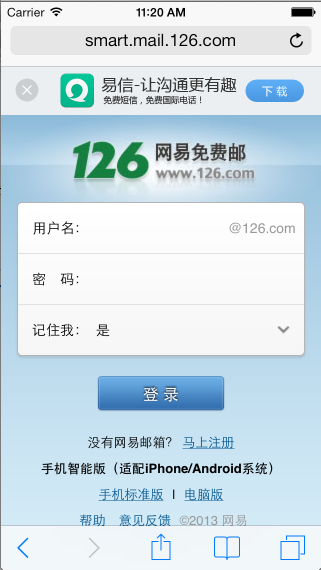 Carrier 11:20 AM
smart.mail.126.com
易信-让沟通更有趣
免费短信，免费国际电话！
下 载
126 网易免费邮
www.126.com
用户名： @126.com
密 码：
记住我： 是
登 录
没有网易邮箱？ 马上注册
手机智能版（适配iPhone/Android系统）
手机标准版 | 电脑版
帮助 意见反馈 ©2013 网易